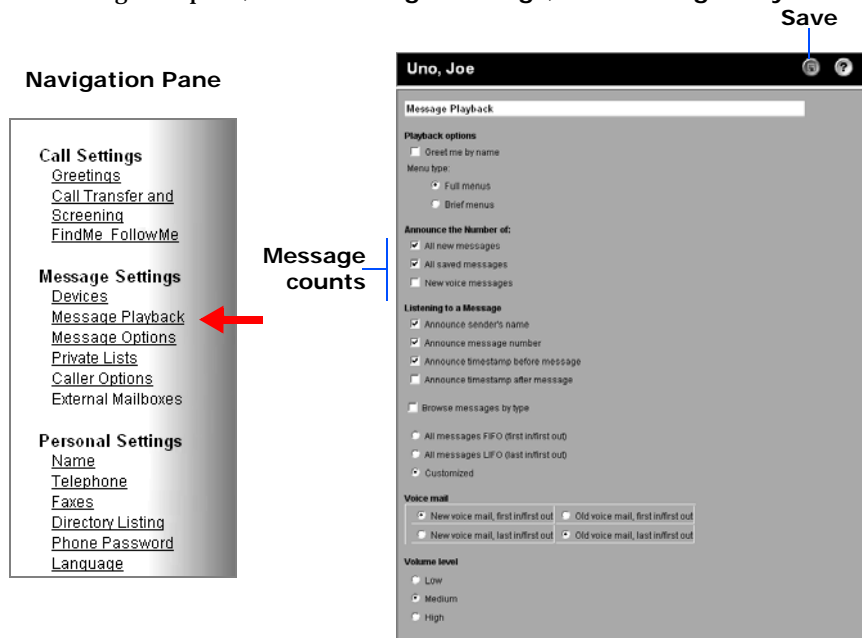 Save
Navigation Pane
Call Settings
Greetings
Call Transfer and
Screening
FindMe FollowMe
Message Settings
Devices
Message Playback
Message Options
Private Lists
Caller Options
External Mailboxes
Personal Settings
Name
Telephone
Faxes
Directory Listing
Phone Password
Language
Message
counts
Uno, Joe
?
Message Playback
Playback options
Greet me by name
Menu type:
Full menus
Brief menus
Announce the Number of:
All new messages
All saved messages
New voice messages
Listening to a Message
Announce sender's name
Announce message number
Announce timestamp before message
Announce timestamp after message
Browse messages by type
All messages FIFO (first in/first out)
All messages LIFO (last in/first out)
Customized
Voice mail
New voice mail, first in/first out Old voice mail, first in/first out
New voice mail, last in/first out Old voice mail, last in/first out
Volume level
Low
Medium
High